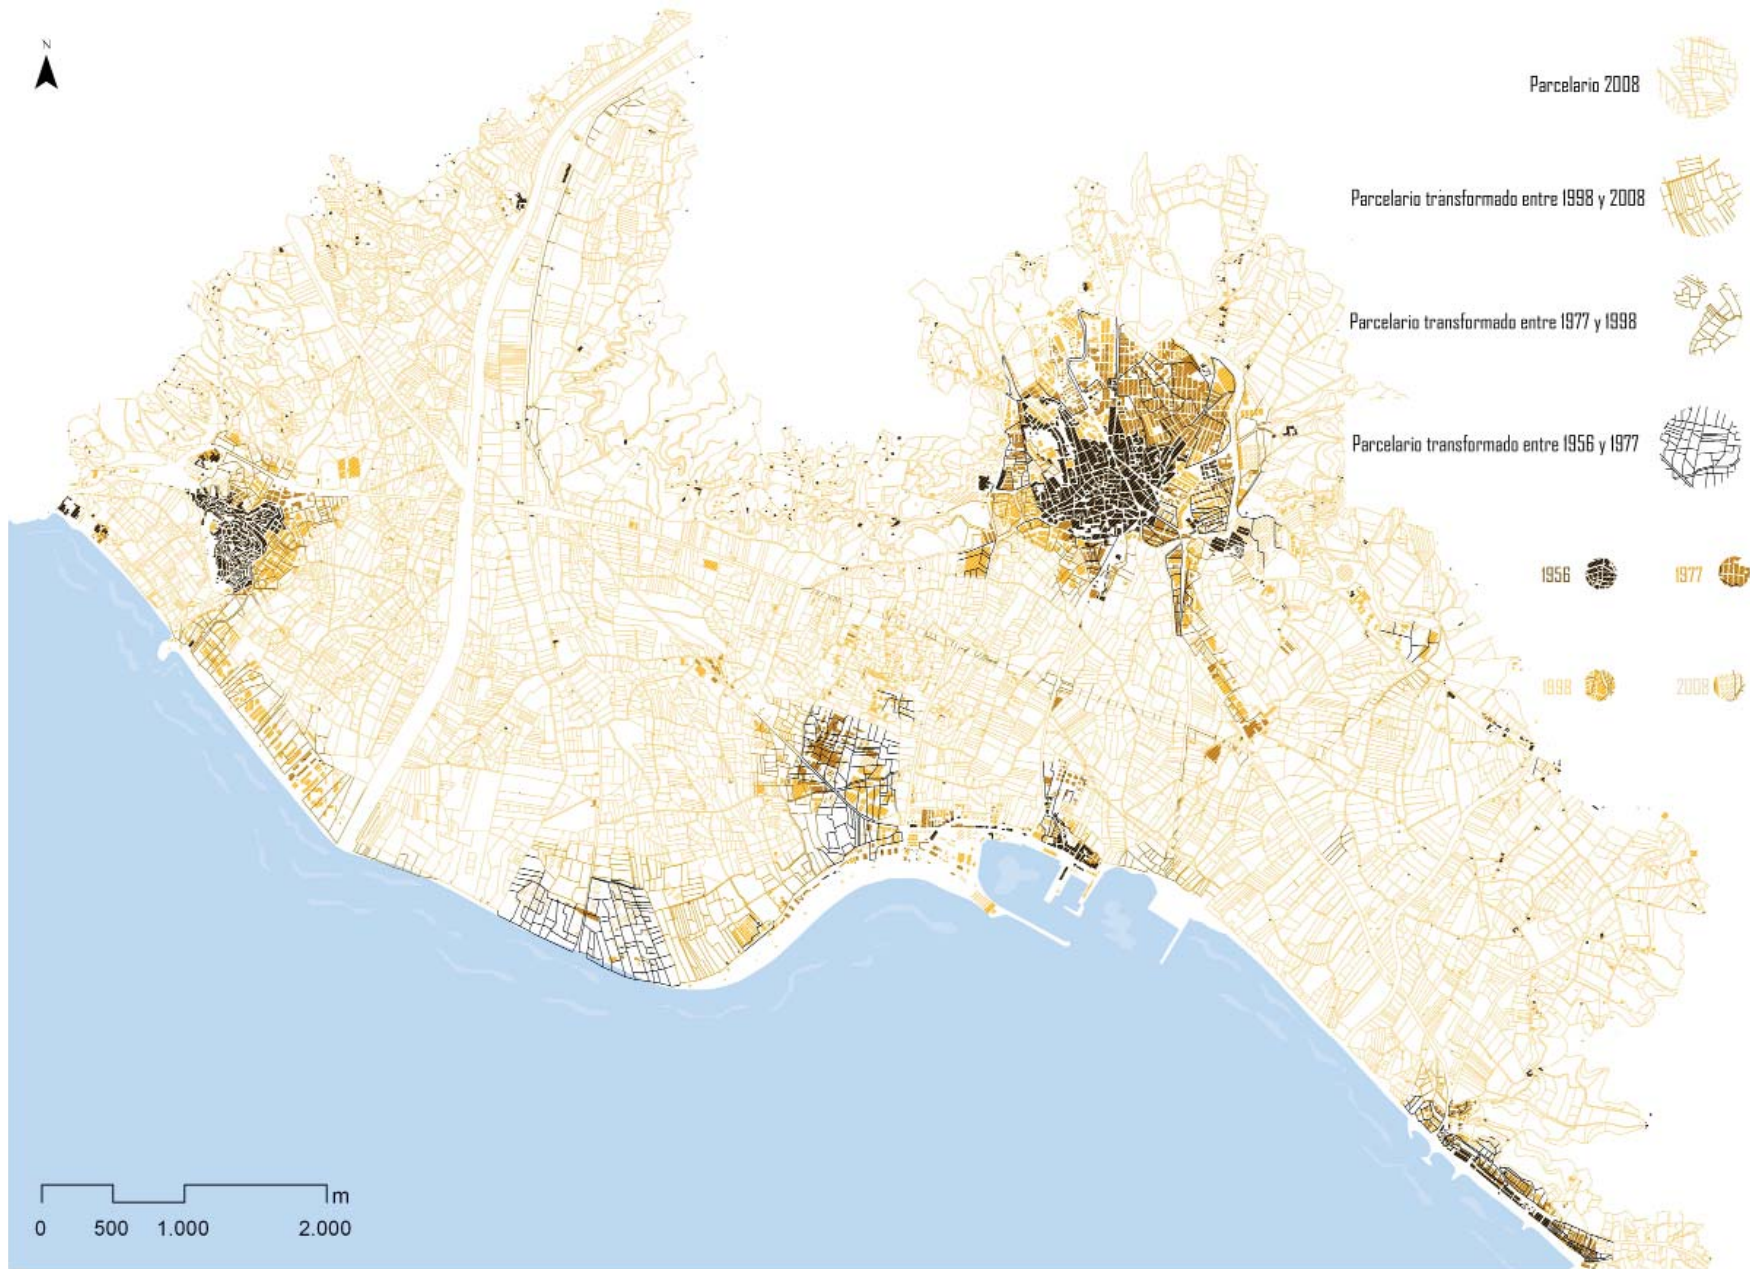 N
Parcelario 2008
Parcelario transformado entre 1998 y 2008
Parcelario transformado entre 1977 y 1998
Parcelario transformado entre 1956 y 1977
1956 1977
1998 2008
m
0 500 1.000 2.000